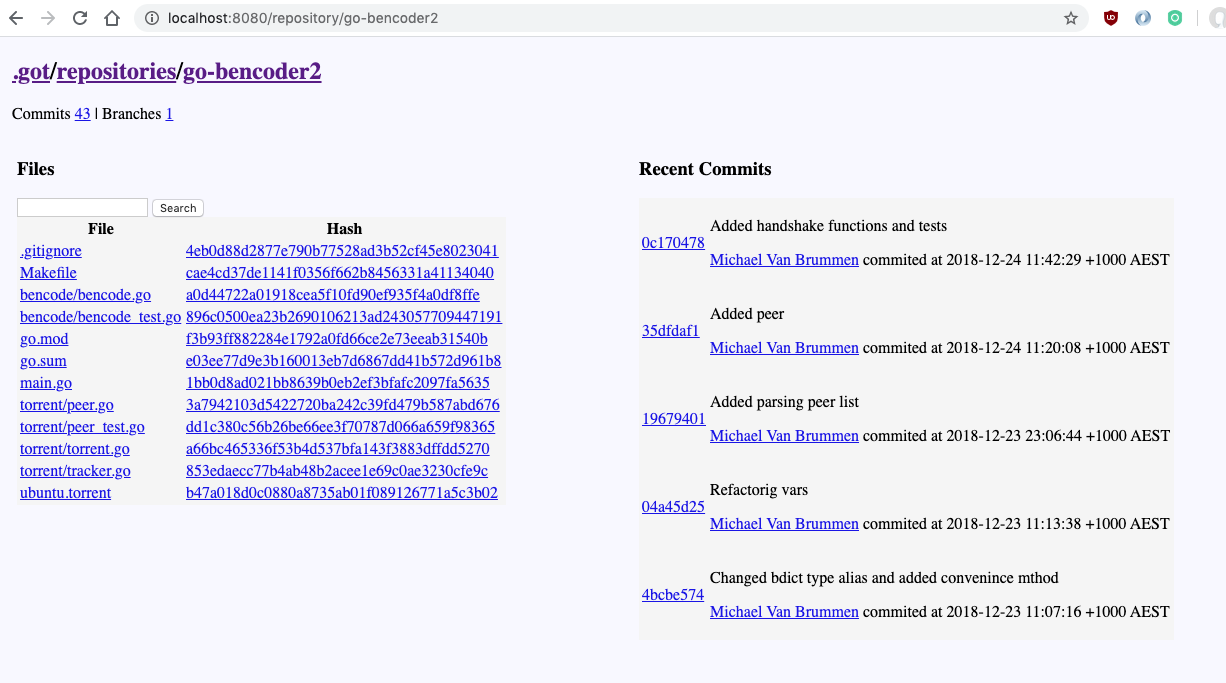 localhost:8080/repository/go-bencoder2
.got/repositories/go-bencoder2
Commits 43 | Branches 1
Files
Search
File Hash
.gitignore 4eb0d88d2877e790b77528ad3b52cf45e8023041
Makefile cae4cd37de1141f0356f662b8456331a41134040
bencode/bencode.go a0d44722a01918cea5f10fd90ef935f4a0df8ffe
bencode/bencode_test.go 896c0500ea23b2690106213ad243057709447191
go.mod f3b93ff882284e1792a0fd66ce2e73eeab31540b
go.sum e03ee77d9e3b160013eb7d6867dd41b572d961b8
main.go 1bb0d8ad021bb8639b0eb2ef3bfafc2097fa5635
torrent/peer.go 3a7942103d5422720ba242c39fd479b587abd676
torrent/peer_test.go dd1c380c56b26be66ee3f70787d066a659f98365
torrent/torrent.go a66bc465336f53b4d537bfa143f3883dffdd5270
torrent/tracker.go 853edaecc77b4ab48b2acee1e69c0ae3230cfe9c
ubuntu.torrent b47a018d0c0880a8735ab01f089126771a5c3b02
Recent Commits
Added handshake functions and tests
0c170478
Michael Van Brummen commited at 2018-12-24 11:42:29 +1000 AEST
Added peer
35dfdaf1
Michael Van Brummen commited at 2018-12-24 11:20:08 +1000 AEST
Added parsing peer list
19679401
Michael Van Brummen commited at 2018-12-23 23:06:44 +1000 AEST
Refactorig vars
04a45d25
Michael Van Brummen commited at 2018-12-23 11:13:38 +1000 AEST
Changed bdict type alias and added convenince mthod
4bcbe574
Michael Van Brummen commited at 2018-12-23 11:07:16 +1000 AEST